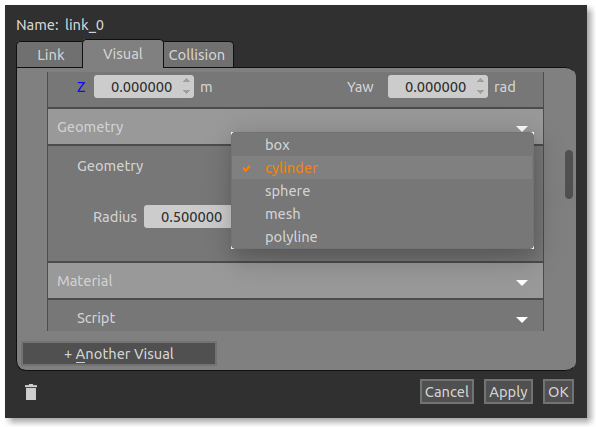 Name: link_0
Link Visual Collision
Z 0.000000 m Yaw 0.000000 rad
Geometry
box
Geometry cylinder
sphere
Radius 0.500000 mesh
polyline
Material
Script
+ Another Visual
Cancel Apply OK